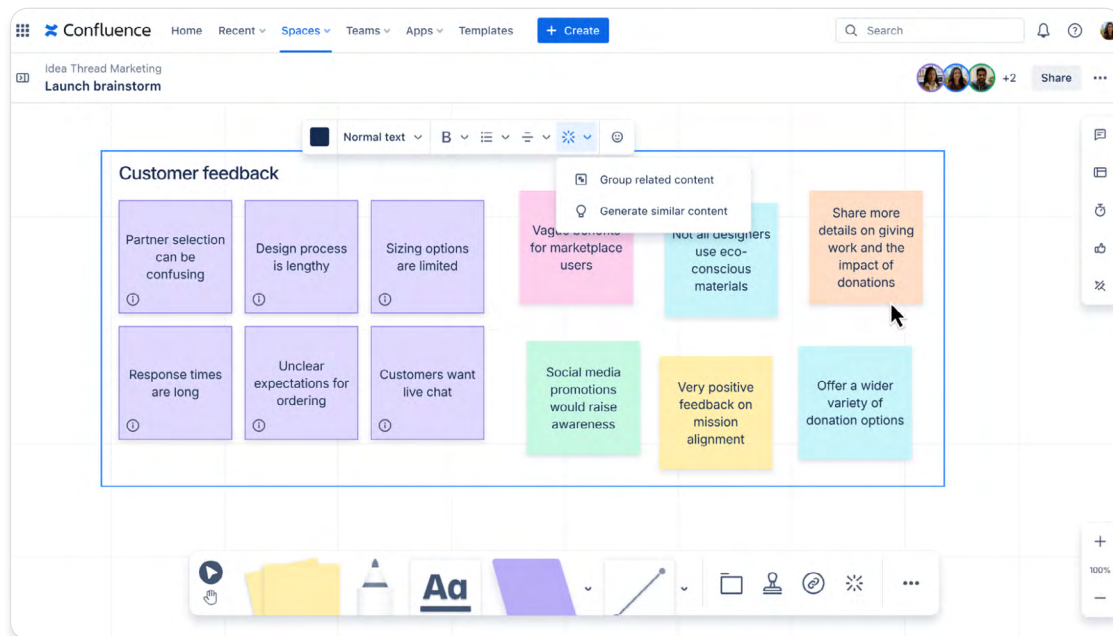 Confluence Home Recent Spaces Teams Apps Templates + Create Search
Idea Thread Marketing
Launch brainstorm
+2 Share
Normal text B
Group related content
Generate similar content
Customer feedback
Partner selection
can be
confusing
Design process
is lengthy
Sizing options
are limited
for marketplace
users
Not all designers
use eco-
conscious
materials
Share more
details on giving
work and the
impact of
donations
Response times
are long
Unclear
expectations for
ordering
Customers want
live chat
Social media
promotions
would raise
awareness
Very positive
feedback on
mission
alignment
Offer a wider
variety of
donation options
Aa
100%